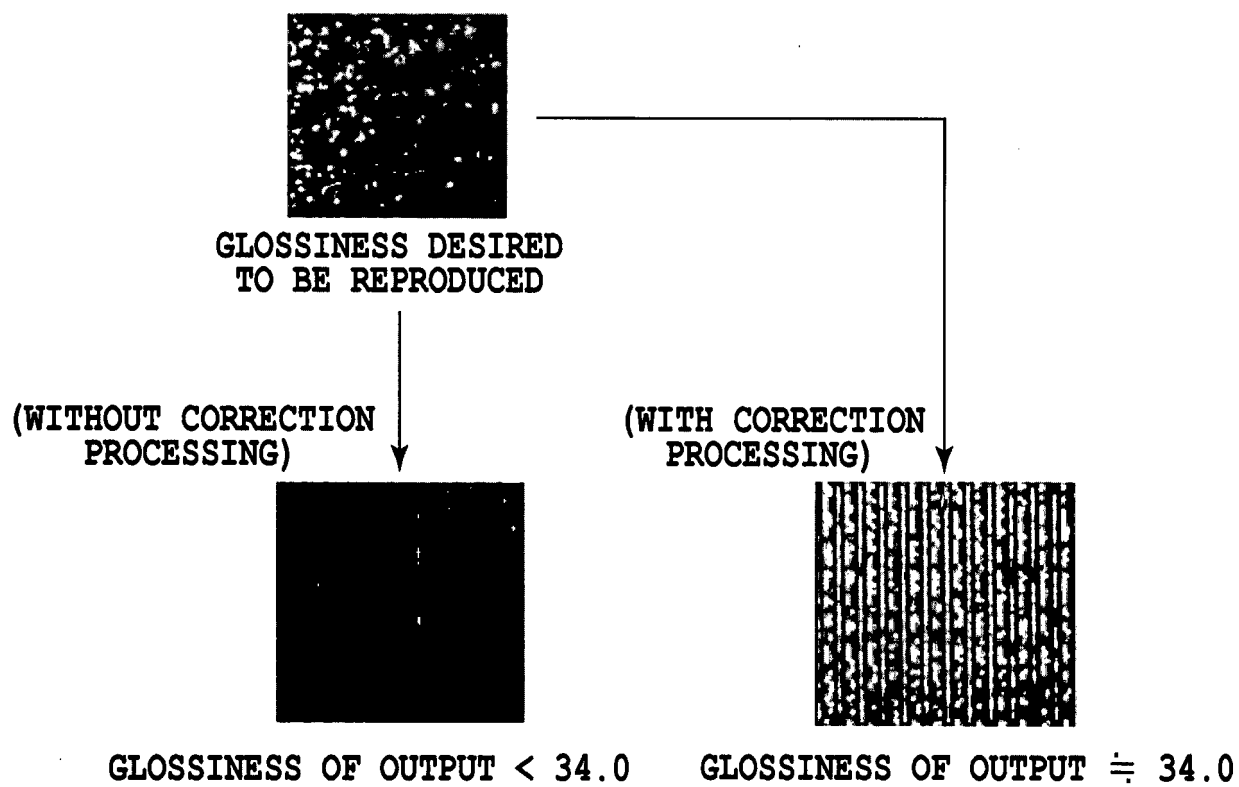 GLOSSINESS DESIRED
TO BE REPRODUCED
(WITHOUT CORRECTION
PROCESSING)
(WITH CORRECTION
PROCESSING)
GLOSSINESS OF OUTPUT < 34.0
GLOSSINESS OF OUTPUT ≒ 34.0